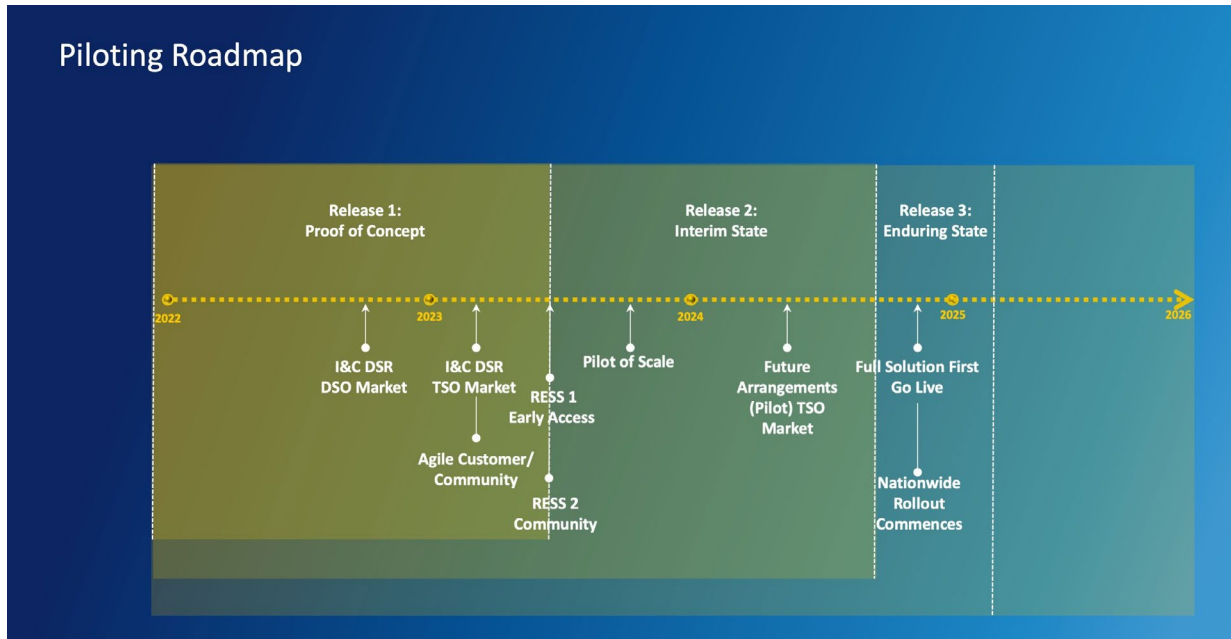 Piloting Roadmap
Release 1:
Proof of Concept
Release 2:
Interim State
Release 3:
Enduring State
2022
2023
2024
2025
2026
I&C DSR
DSO Market
I&C DSR
TSO Market
Agile Customer/
Community
RESS 1
Early Access
RESS 2
Community
Pilot of Scale
Future
Arrangements
(Pilot) TSO
Market
Full Solution First
Go Live
Nationwide
Rollout
Commences